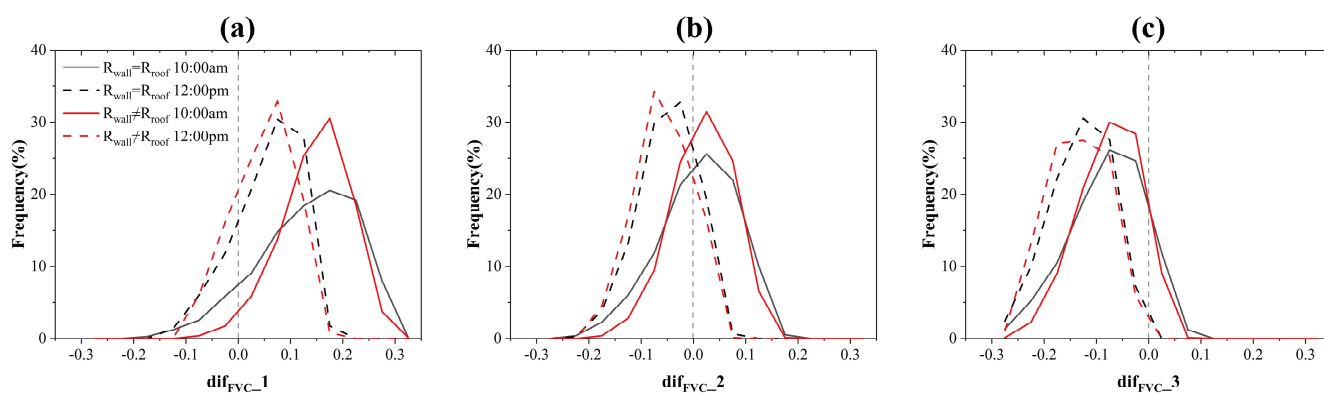 (a)
(b)
(c)
R_wall=R_roof 10:00am
R_wall=R_roof 12:00pm
R_wall≠R_roof 10:00am
R_wall≠R_roof 12:00pm
Frequency(%)
40
30
20
10
0
-0.3 -0.2 -0.1 0.0 0.1 0.2 0.3
dif_FVC_1
Frequency(%)
40
30
20
10
0
-0.3 -0.2 -0.1 0.0 0.1 0.2 0.3
dif_FVC_2
Frequency(%)
40
30
20
10
0
-0.3 -0.2 -0.1 0.0 0.1 0.2 0.3
dif_FVC_3